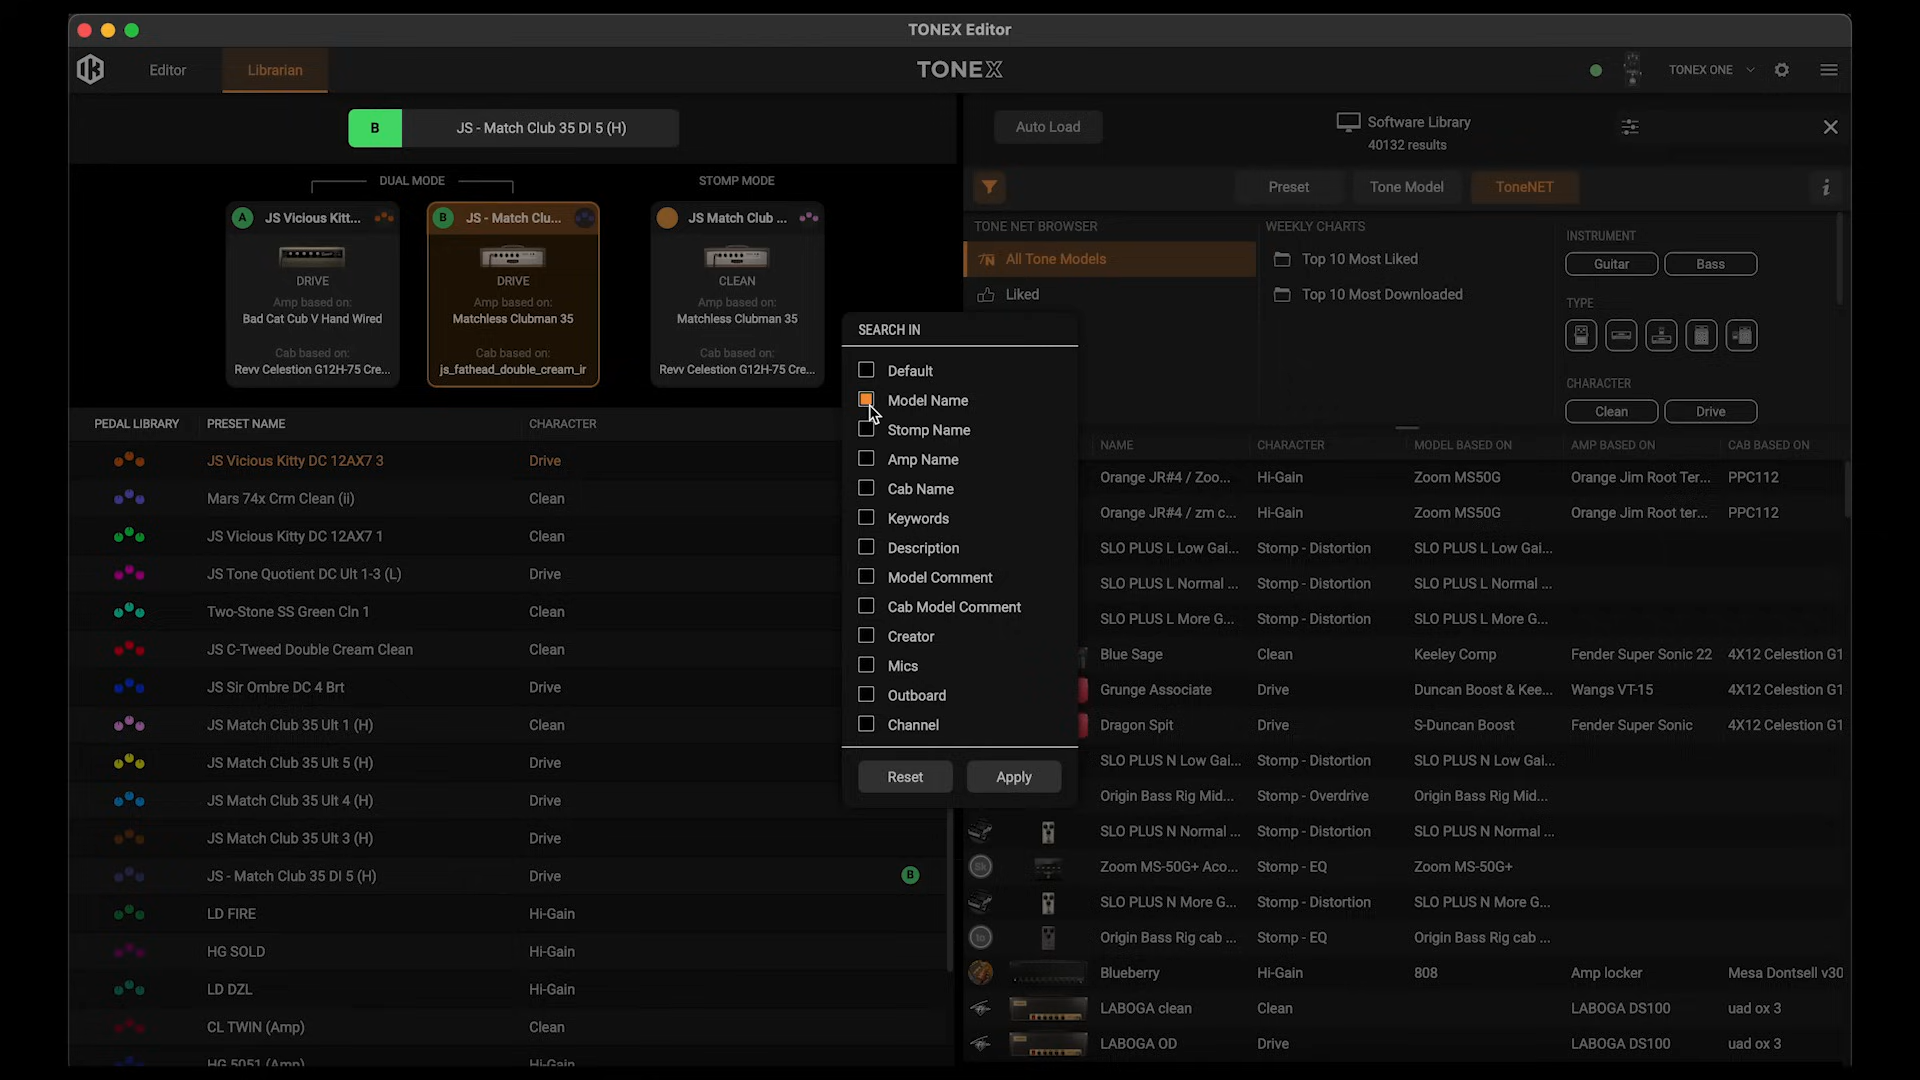 TONEX Editor
Editor
Librarian
TONEX
TONEX ONE
B
JS - Match Club 35 DI 5 (H)
DUAL MODE
STOMP MODE
A
JS Vicious Kitt...
DRIVE
Amp based on:
Bad Cat Cub V Hand Wired
Cab based on:
Revv Celestion G12H-75 Cre...
B
JS - Match Clu...
DRIVE
Amp based on:
Matchless Clubman 35
Cab based on:
js_fathead_double_cream_ir
JS Match Club ...
CLEAN
Amp based on:
Matchless Clubman 35
Cab based on:
Revv Celestion G12H-75 Cre...
PEDAL LIBRARY PRESET NAME CHARACTER
JS Vicious Kitty DC 12AX7 3 Drive
Mars 74x Crm Clean (ii) Clean
JS Vicious Kitty DC 12AX7 1 Clean
JS Tone Quotient DC Ult 1-3 (L) Drive
Two-Stone SS Green Cln 1 Clean
JS C-Tweed Double Cream Clean Clean
JS Sir Ombre DC 4 Brt Drive
JS Match Club 35 Ult 1 (H) Clean
JS Match Club 35 Ult 5 (H) Drive
JS Match Club 35 Ult 4 (H) Drive
JS Match Club 35 Ult 3 (H) Drive
JS - Match Club 35 DI 5 (H) Drive B
LD FIRE Hi-Gain
HG SOLD Hi-Gain
LD DZL Hi-Gain
CL TWIN (Amp) Clean
HG 5051 (Amp) Hi-Gain
SEARCH IN
Default
Model Name
Stomp Name
Amp Name
Cab Name
Keywords
Description
Model Comment
Cab Model Comment
Creator
Mics
Outboard
Channel
Reset Apply
Auto Load
Software Library
40132 results
Preset
Tone Model
ToneNET
i
TONE NET BROWSER
All Tone Models
Liked
WEEKLY CHARTS
Top 10 Most Liked
Top 10 Most Downloaded
INSTRUMENT
Guitar Bass
TYPE
CHARACTER
Clean Drive
NAME CHARACTER MODEL BASED ON AMP BASED ON CAB BASED ON
Orange JR#4 / Zoo... Hi-Gain Zoom MS50G Orange Jim Root Ter... PPC112
Orange JR#4 / zm c... Hi-Gain Zoom MS50G Orange Jim Root ter... PPC112
SLO PLUS L Low Gai... Stomp - Distortion SLO PLUS L Low Gai...
SLO PLUS L Normal ... Stomp - Distortion SLO PLUS L Normal ...
SLO PLUS L More G... Stomp - Distortion SLO PLUS L More G...
Blue Sage Clean Keeley Comp Fender Super Sonic 22 4X12 Celestion G1
Grunge Associate Drive Duncan Boost & Kee... Wangs VT-15 4X12 Celestion G1
Dragon Spit Drive S-Duncan Boost Fender Super Sonic 4X12 Celestion G1
SLO PLUS N Low Gai... Stomp - Distortion SLO PLUS N Low Gai...
Origin Bass Rig Mid... Stomp - Overdrive Origin Bass Rig Mid...
SLO PLUS N Normal ... Stomp - Distortion SLO PLUS N Normal ...
Zoom MS-50G+ Aco... Stomp - EQ Zoom MS-50G+
SLO PLUS N More G... Stomp - Distortion SLO PLUS N More G...
Origin Bass Rig cab ... Stomp - EQ Origin Bass Rig cab ...
Blueberry Hi-Gain 808 Amp locker Mesa Dontsell v30
LABOGA clean Clean LABOGA DS100 uad ox 3
LABOGA OD Drive LABOGA DS100 uad ox 3